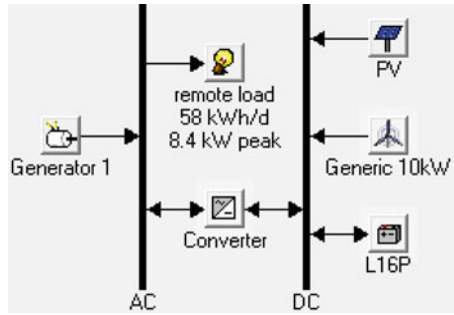 PV
remote load
58 kWh/d
8.4 kW peak
Generator 1
Generic 10kW
Converter
L16P
AC
DC